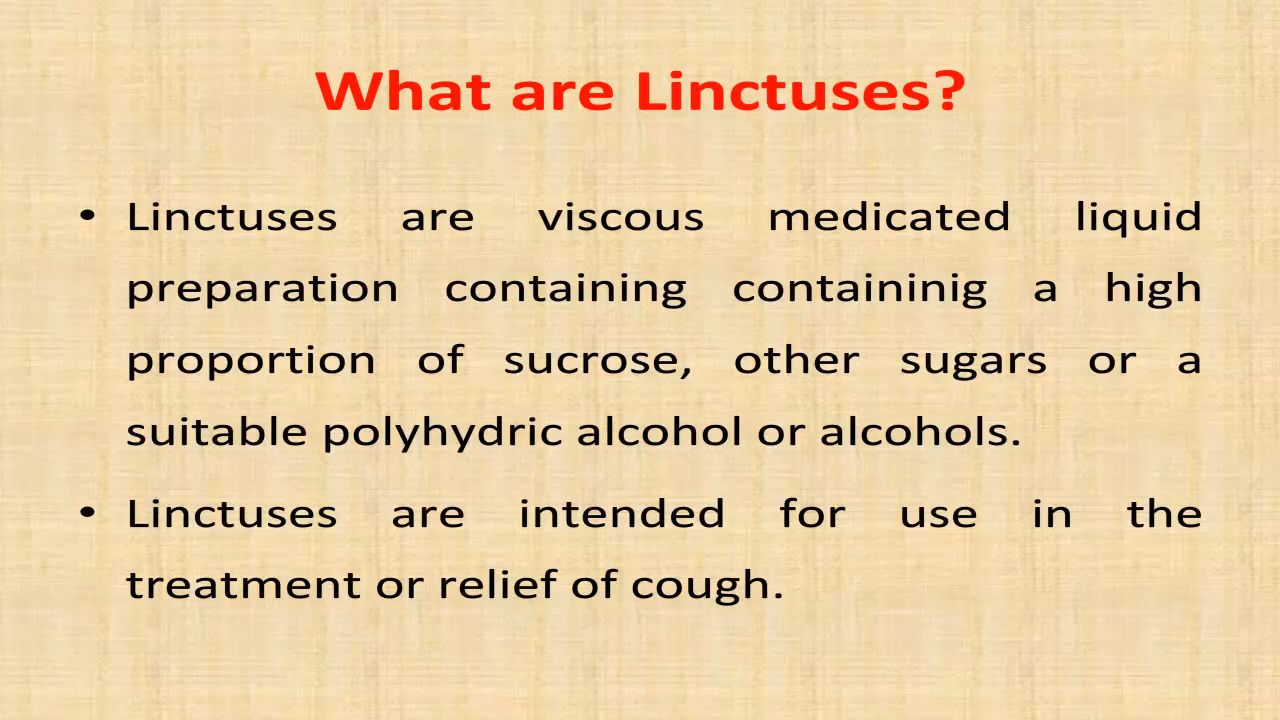 What are Linctuses?
• Linctuses are viscous medicated liquid
preparation containing containinig a high
proportion of sucrose, other sugars or a
suitable polyhydric alcohol or alcohols.
• Linctuses are intended for use in the
treatment or relief of cough.